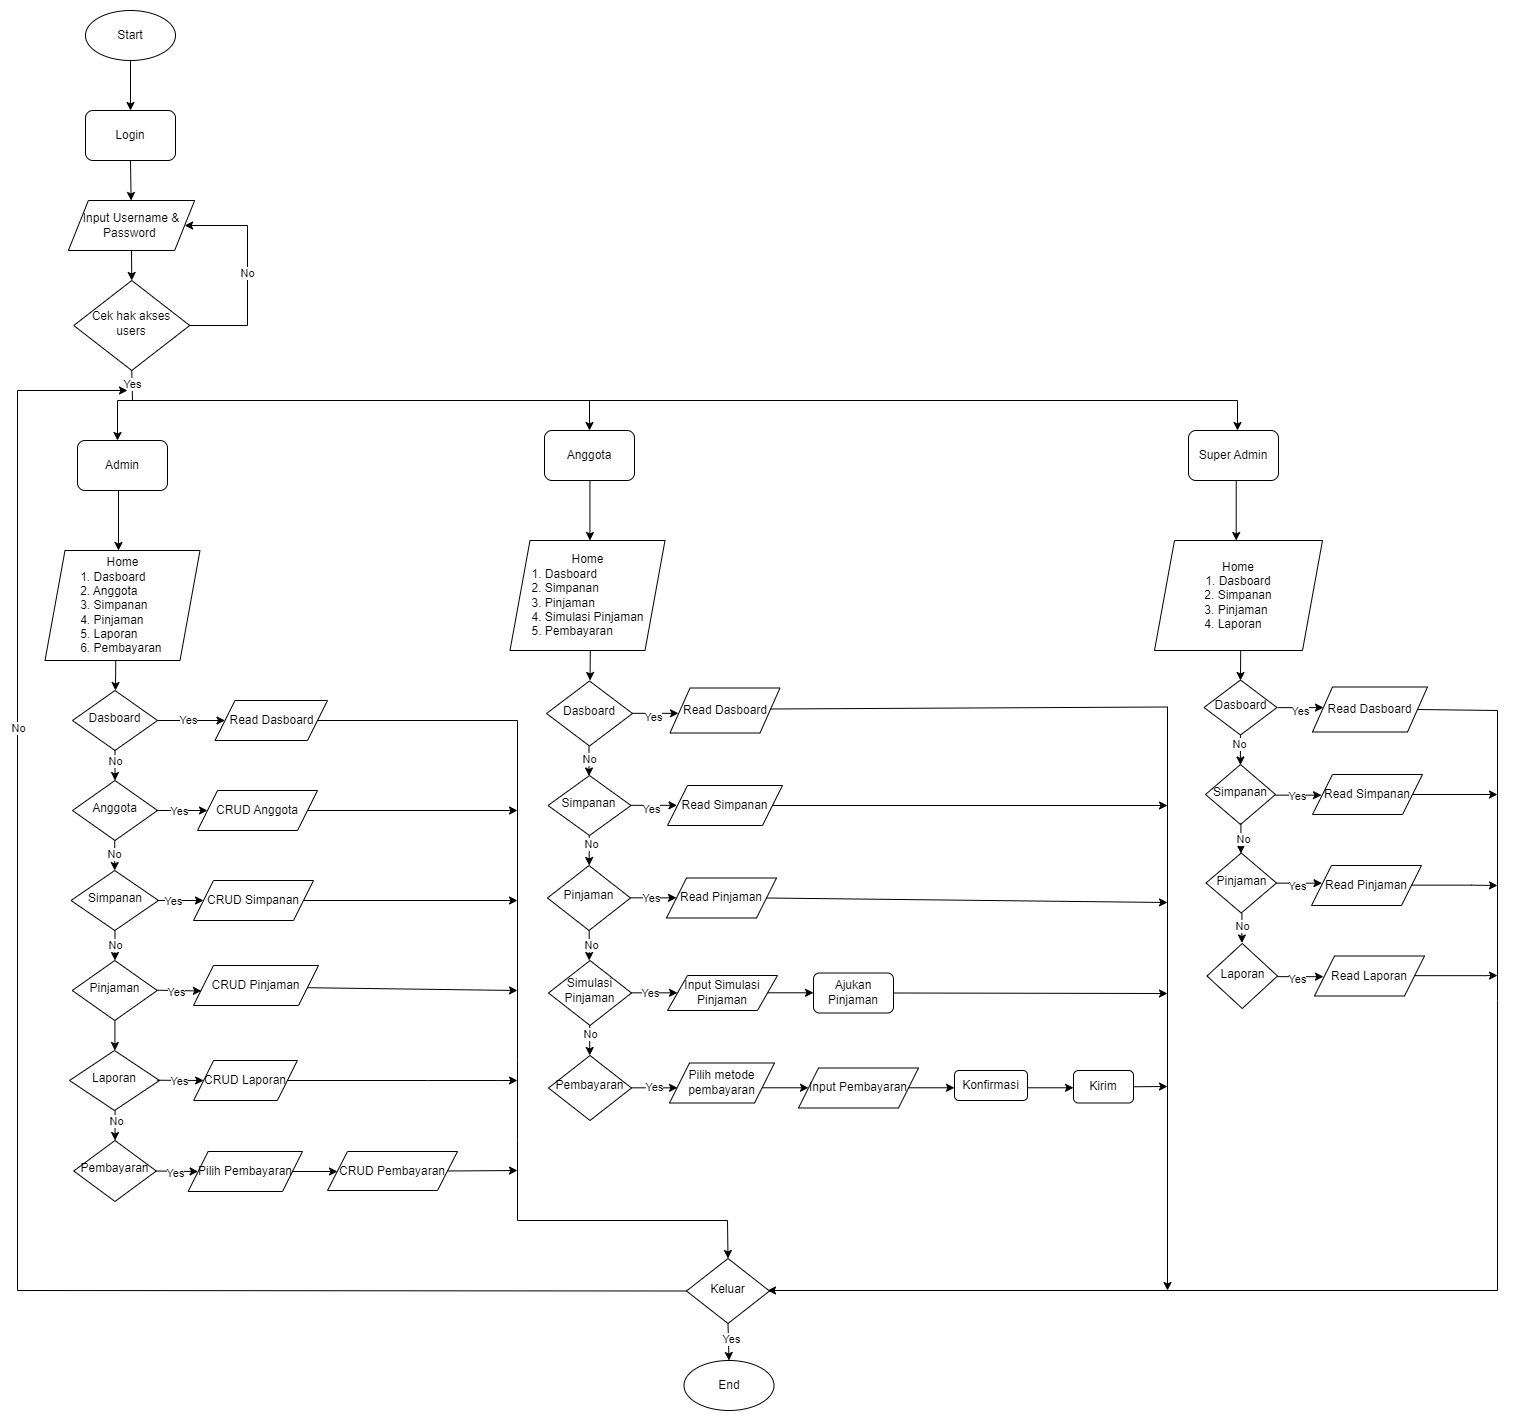 Start
Login
Input Username &
Password
No
Cek hak akses
users
Yes
Admin
Anggota
Super Admin
Home
1. Dasboard
2. Anggota
3. Simpanan
4. Pinjaman
5. Laporan
6. Pembayaran
Home
1. Dasboard
2. Simpanan
3. Pinjaman
4. Simulasi Pinjaman
5. Pembayaran
Home
1. Dasboard
2. Simpanan
3. Pinjaman
4. Laporan
No
Dasboard
Yes
Read Dasboard
No
Anggota
Yes
CRUD Anggota
No
Simpanan
Yes
CRUD Simpanan
No
Pinjaman
Yes
CRUD Pinjaman
Laporan
Yes
CRUD Laporan
No
Pembayaran
Yes
Pilih Pembayaran
CRUD Pembayaran
Dasboard
Yes
Read Dasboard
No
Simpanan
Yes
Read Simpanan
No
Pinjaman
Yes
Read Pinjaman
No
Simulasi
Pinjaman
Yes
Input Simulasi
Pinjaman
Ajukan
Pinjaman
No
Pembayaran
Yes
Pilih metode
pembayaran
Input Pembayaran
Konfirmasi
Kirim
Dasboard
Yes
Read Dasboard
No
Simpanan
Yes
Read Simpanan
No
Pinjaman
Yes
Read Pinjaman
No
Laporan
Yes
Read Laporan
Keluar
Yes
End